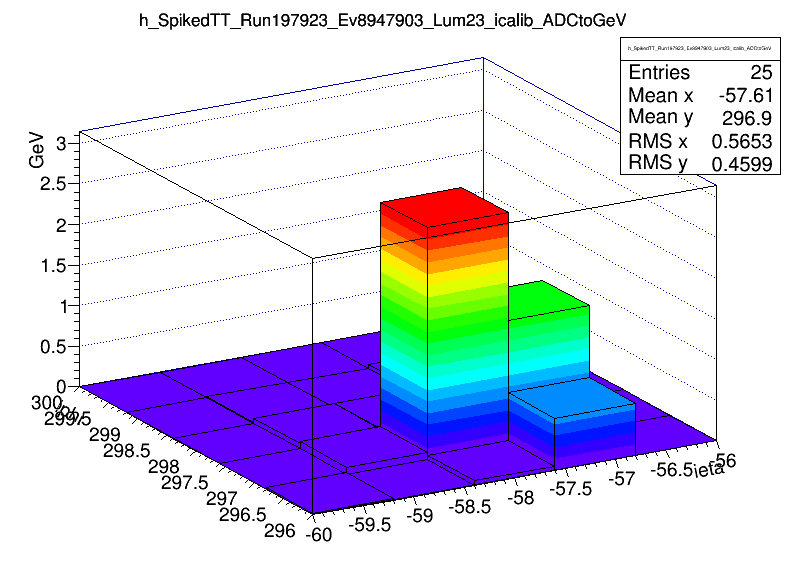 h_SpikedTT_Run197923_Ev8947903_Lum23_icalib_ADCtoGeV
h_SpikedTT_Run197923_Ev8947903_Lum23_icalib_ADCtoGeV
Entries 25
Mean x -57.61
Mean y 296.9
RMS x 0.5653
RMS y 0.4599
GeV
3
2.5
2
1.5
1
0.5
0
300
299.5
299
298.5
298
297.5
297
296.5
296
-60
-59.5
-59
-58.5
-58
-57.5
-57
-56.5
-56
ieta